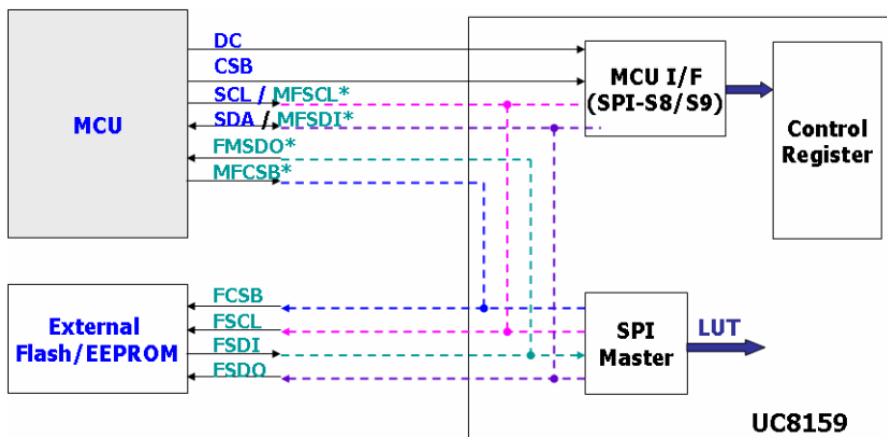 DC
CSB
SCL / MFSCL*
SDA / MFSDI*
FMSDO*
MFCSB*
MCU
MCU I/F
(SPI-S8/S9)
Control
Register
FCSB
FSCL
FSDI
FSDO
External
Flash/EEPROM
SPI
Master
LUT
UC8159